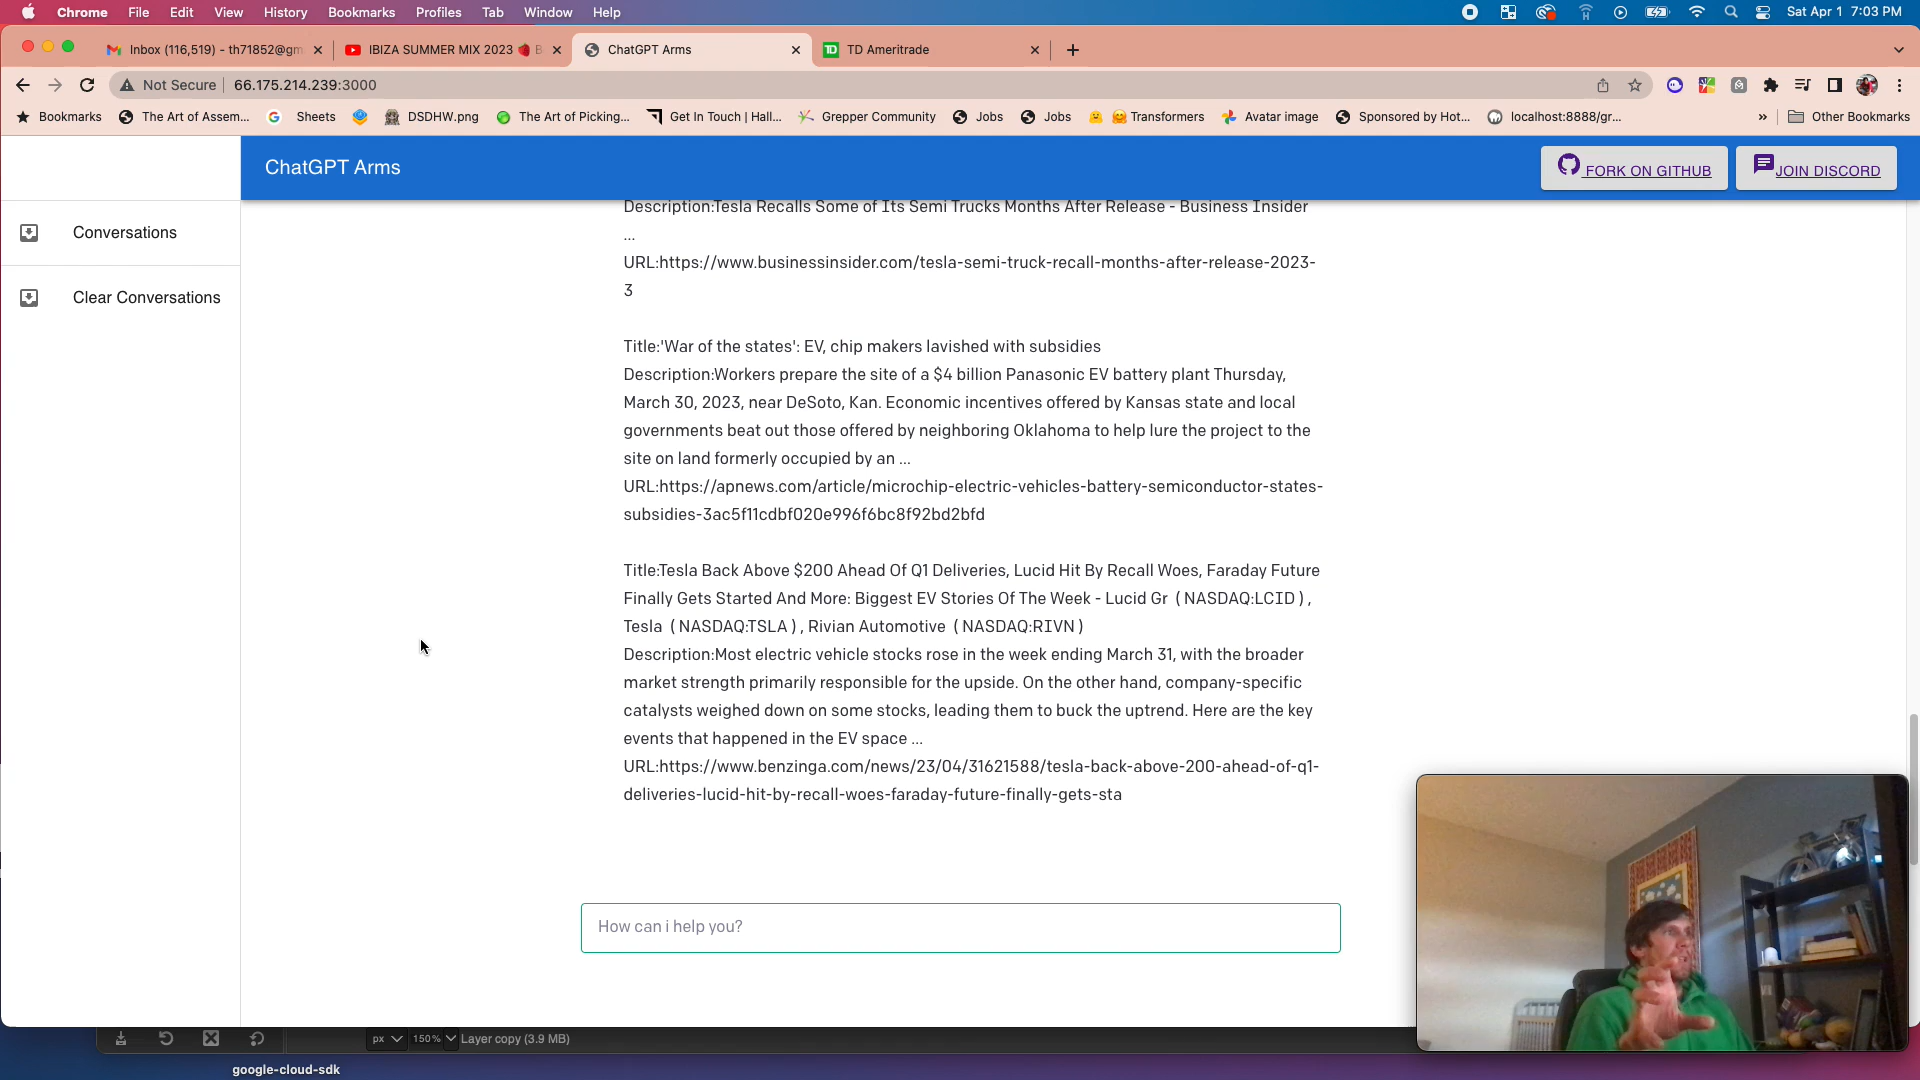 Chrome File Edit View History Bookmarks Profiles Tab Window Help Sat Apr 1 7:03 PM
Inbox (116,519) - th71852@gm IBIZA SUMMER MIX 2023 B ChatGPT Arms TD TD Ameritrade
Not Secure 66.175.214.239:3000
Bookmarks The Art of Assem... Sheets DSDHW.png The Art of Picking... Get In Touch | Hall... Grepper Community Jobs Jobs Transformers Avatar image Sponsored by Hot... localhost:8888/gr... » Other Bookmarks
ChatGPT Arms FORK ON GITHUB JOIN DISCORD
Conversations
Clear Conversations
Description:Tesla Recalls Some of Its Semi Trucks Months After Release - Business Insider
...
URL:https://www.businessinsider.com/tesla-semi-truck-recall-months-after-release-2023-
3
Title:'War of the states': EV, chip makers lavished with subsidies
Description:Workers prepare the site of a $4 billion Panasonic EV battery plant Thursday,
March 30, 2023, near DeSoto, Kan. Economic incentives offered by Kansas state and local
governments beat out those offered by neighboring Oklahoma to help lure the project to the
site on land formerly occupied by an ...
URL:https://apnews.com/article/microchip-electric-vehicles-battery-semiconductor-states-
subsidies-3ac5f11cdbf020e996f6bc8f92bd2bfd
Title:Tesla Back Above $200 Ahead Of Q1 Deliveries, Lucid Hit By Recall Woes, Faraday Future
Finally Gets Started And More: Biggest EV Stories Of The Week - Lucid Gr (NASDAQ:LCID),
Tesla (NASDAQ:TSLA), Rivian Automotive (NASDAQ:RIVN)
Description:Most electric vehicle stocks rose in the week ending March 31, with the broader
market strength primarily responsible for the upside. On the other hand, company-specific
catalysts weighed down on some stocks, leading them to buck the uptrend. Here are the key
events that happened in the EV space ...
URL:https://www.benzinga.com/news/23/04/31621588/tesla-back-above-200-ahead-of-q1-
deliveries-lucid-hit-by-recall-woes-faraday-future-finally-gets-sta
How can i help you?
px 150% Layer copy (3.9 MB)
google-cloud-sdk